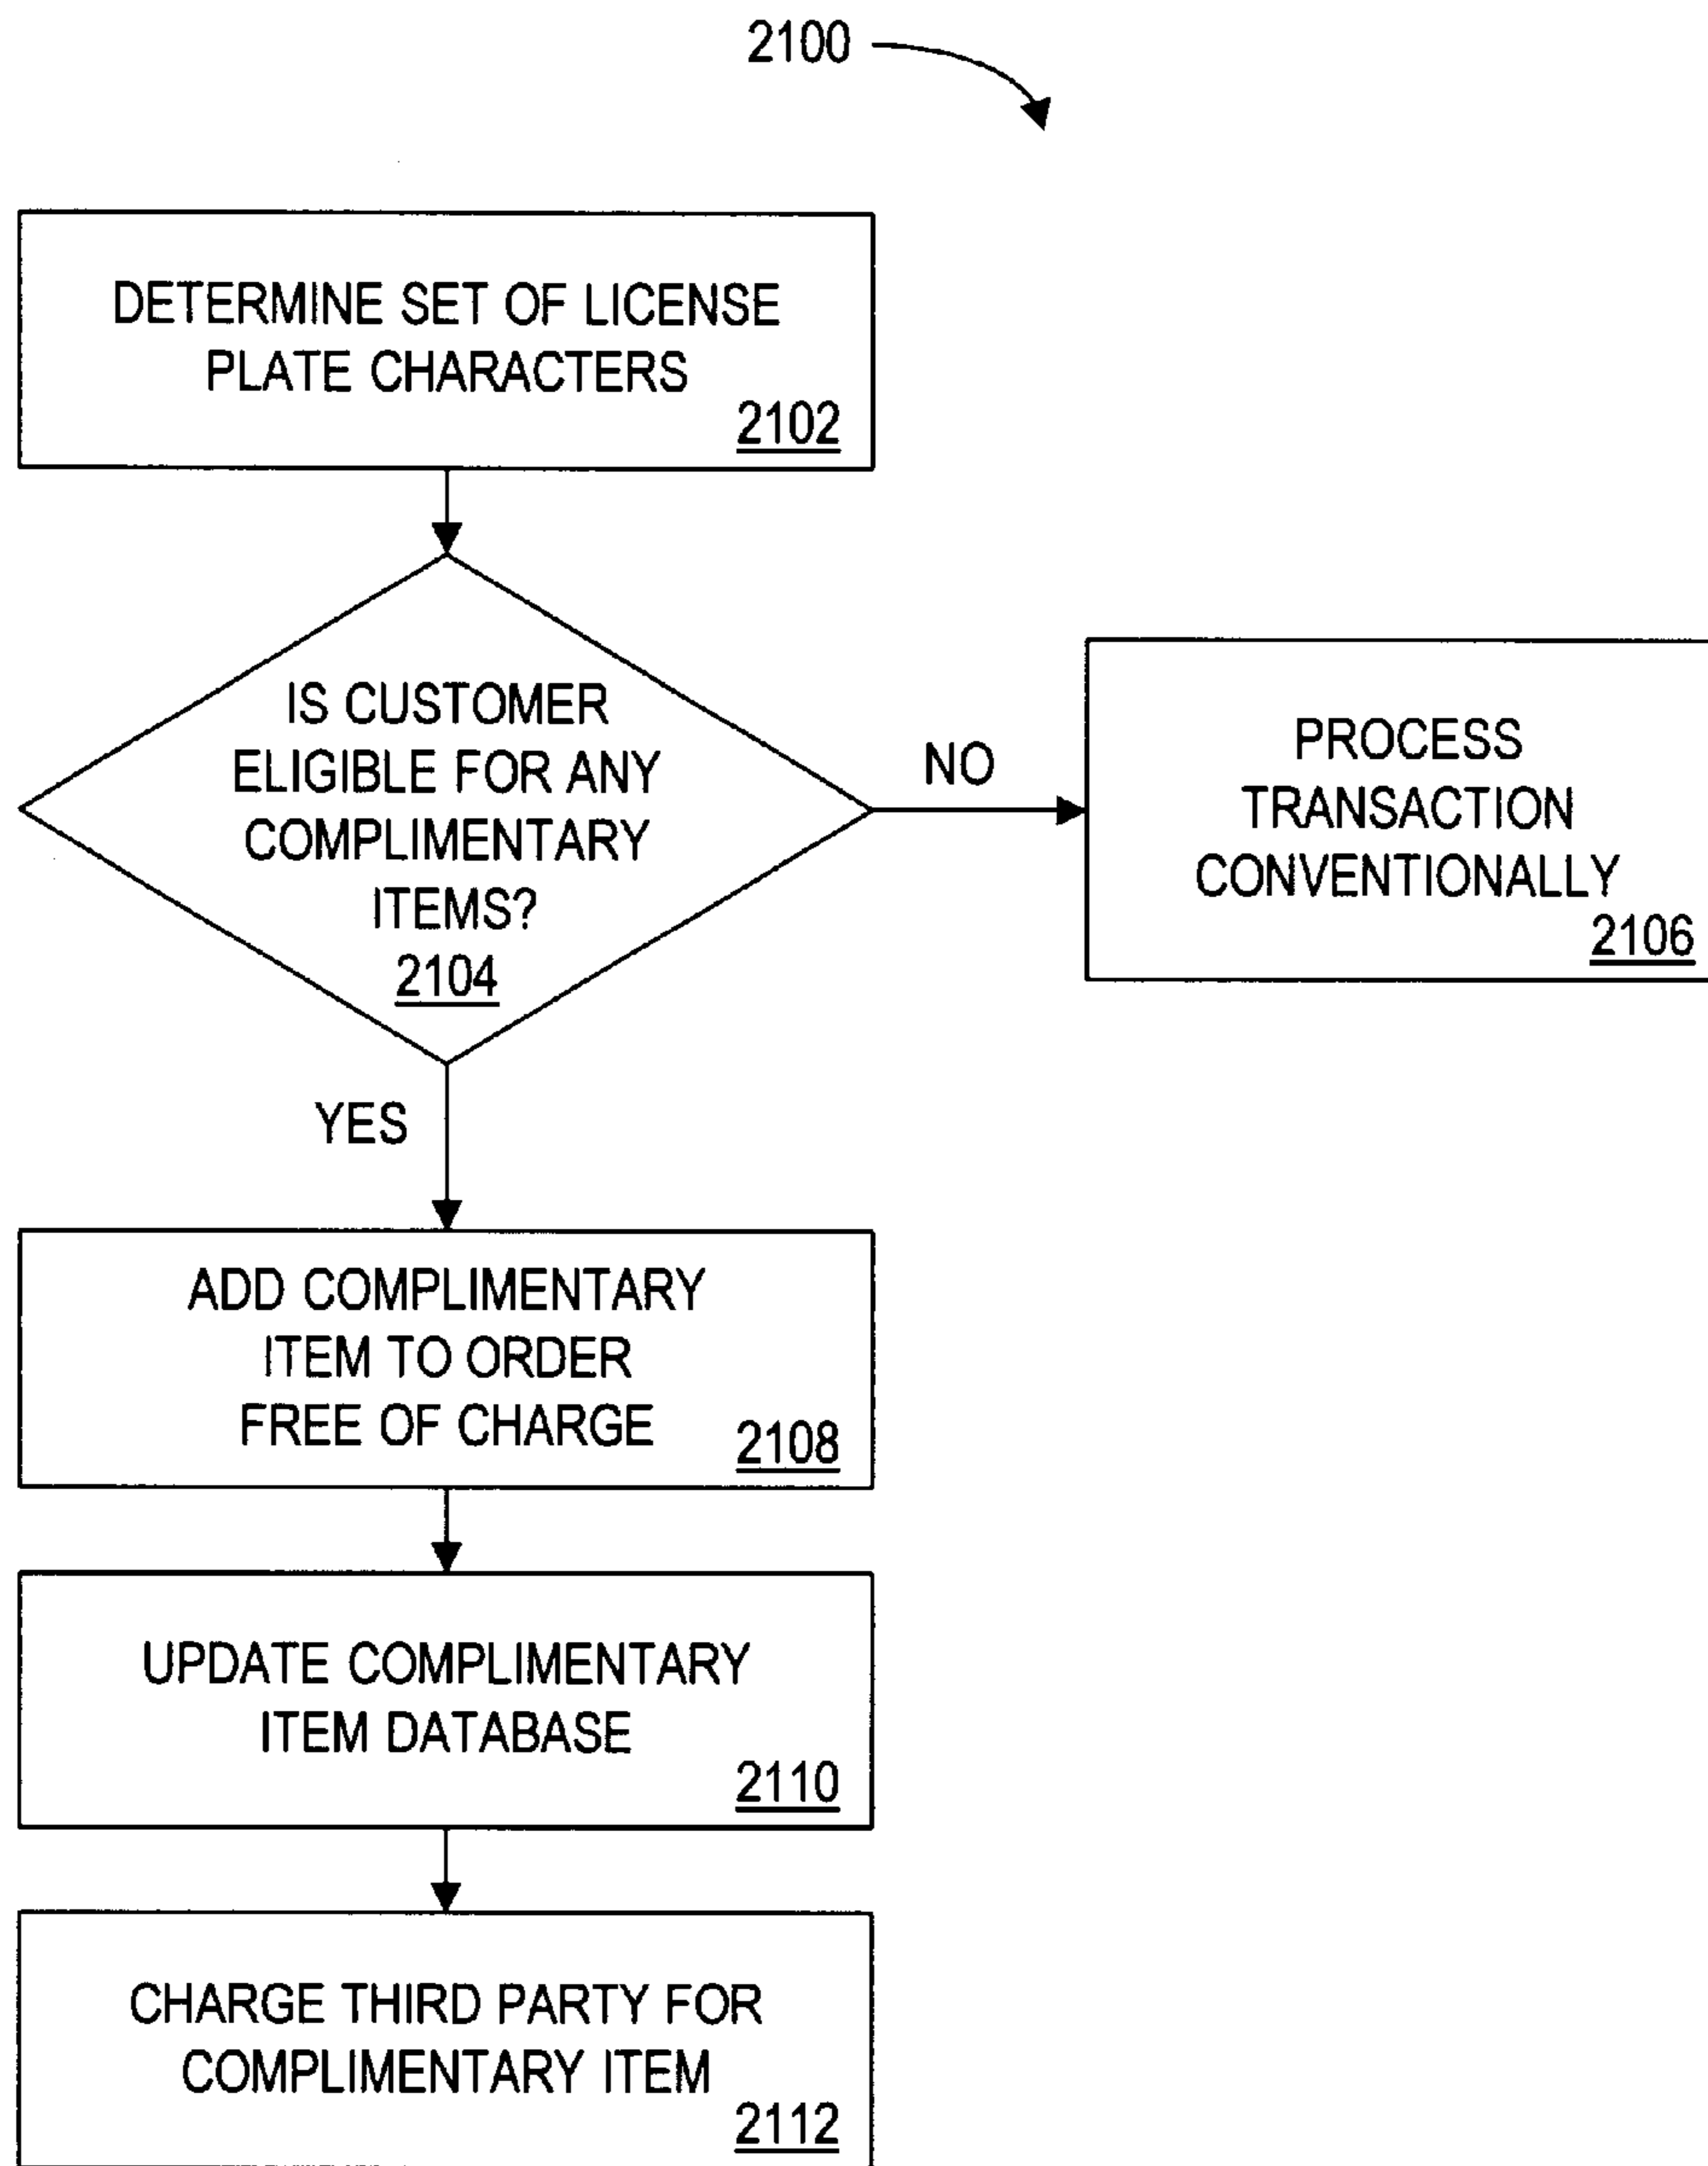 2100
DETERMINE SET OF LICENSE
PLATE CHARACTERS
2102
IS CUSTOMER
ELIGIBLE FOR ANY
COMPLIMENTARY
ITEMS?
2104
NO
PROCESS
TRANSACTION
CONVENTIONALLY
2106
YES
ADD COMPLIMENTARY
ITEM TO ORDER
FREE OF CHARGE
2108
UPDATE COMPLIMENTARY
ITEM DATABASE
2110
CHARGE THIRD PARTY FOR
COMPLIMENTARY ITEM
2112